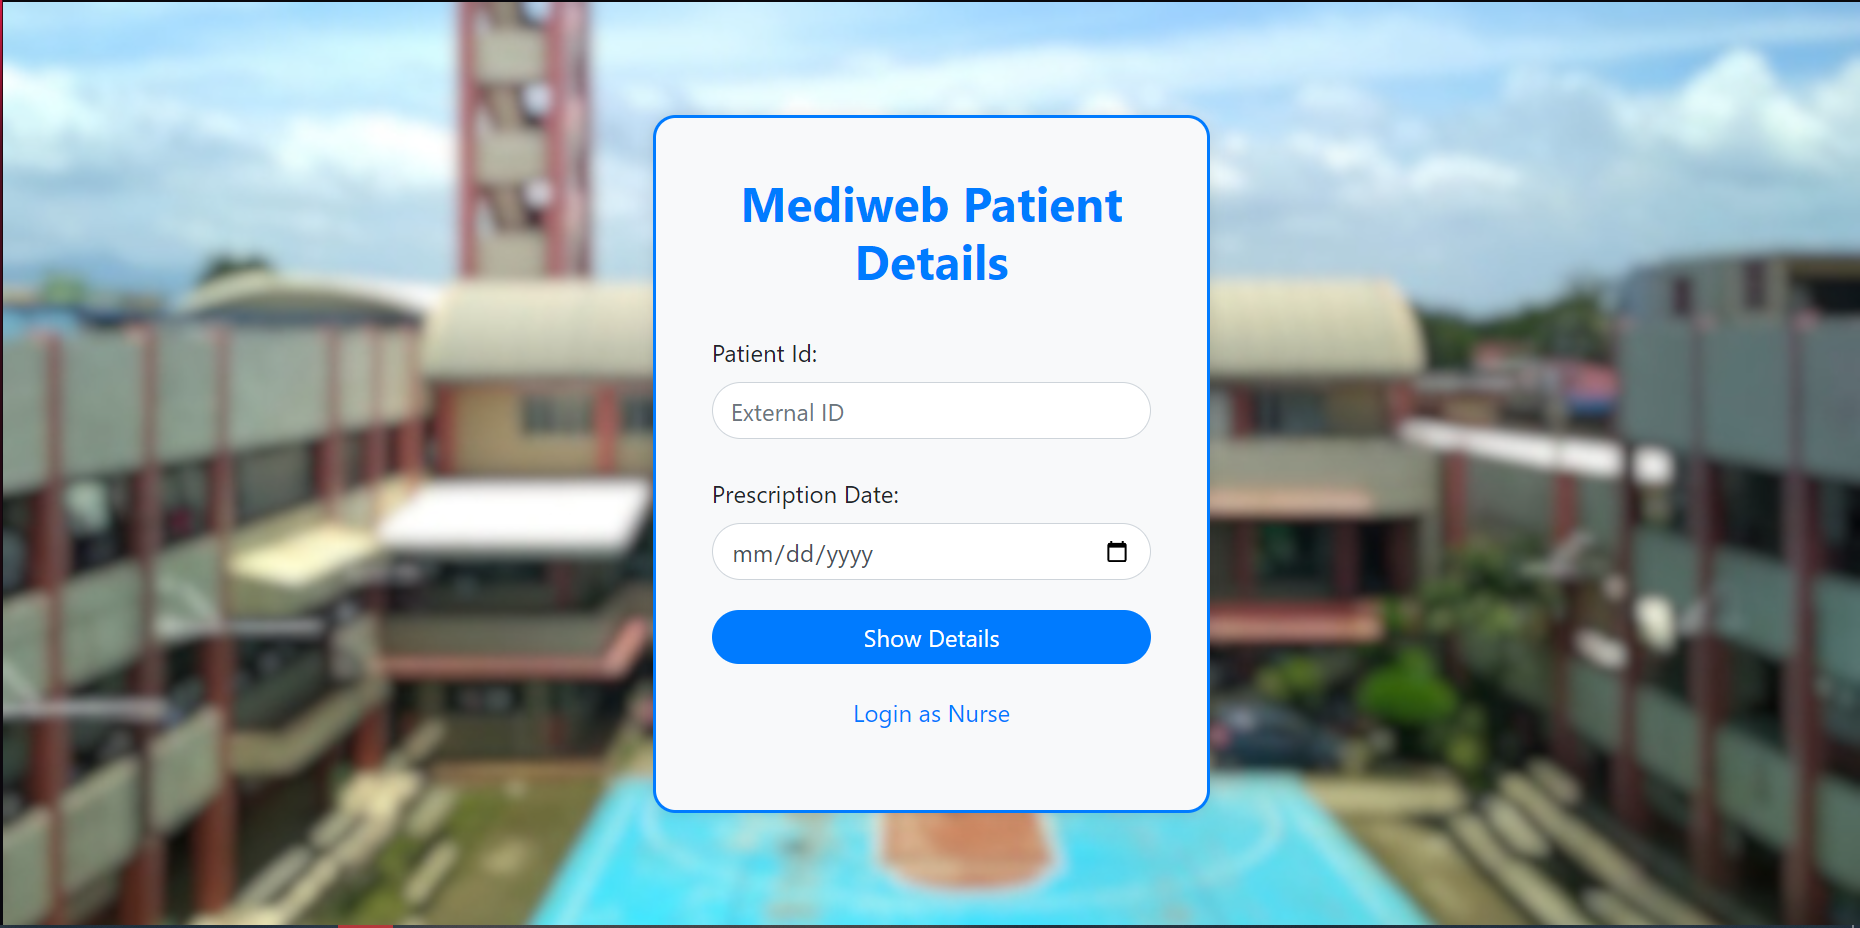 Mediweb Patient
Details
Patient Id:
External ID
Prescription Date:
mm/dd/yyyy
Show Details
Login as Nurse